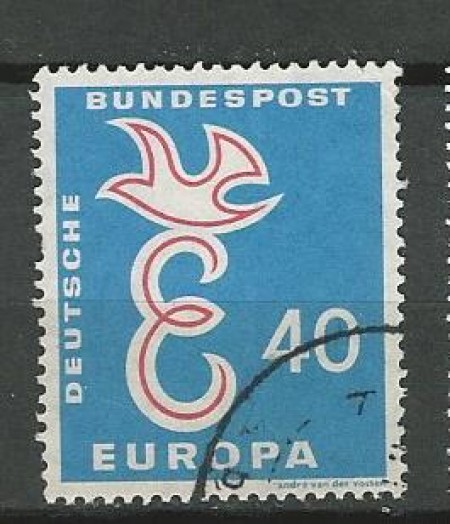 BUNDESPOST
DEUTSCHE
40
EUROPA
andré van der vossen
T